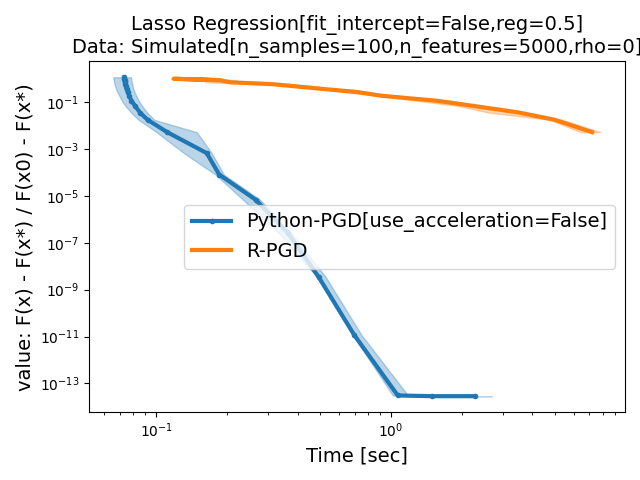 Lasso Regression[fit_intercept=False,reg=0.5]
Data: Simulated[n_samples=100,n_features=5000,rho=0]
value: F(x) - F(x*) / F(x0) - F(x*)
10⁻¹
10⁻³
10⁻⁵
10⁻⁷
10⁻⁹
10⁻¹¹
10⁻¹³
Python-PGD[use_acceleration=False]
R-PGD
10⁻¹
10⁰
Time [sec]